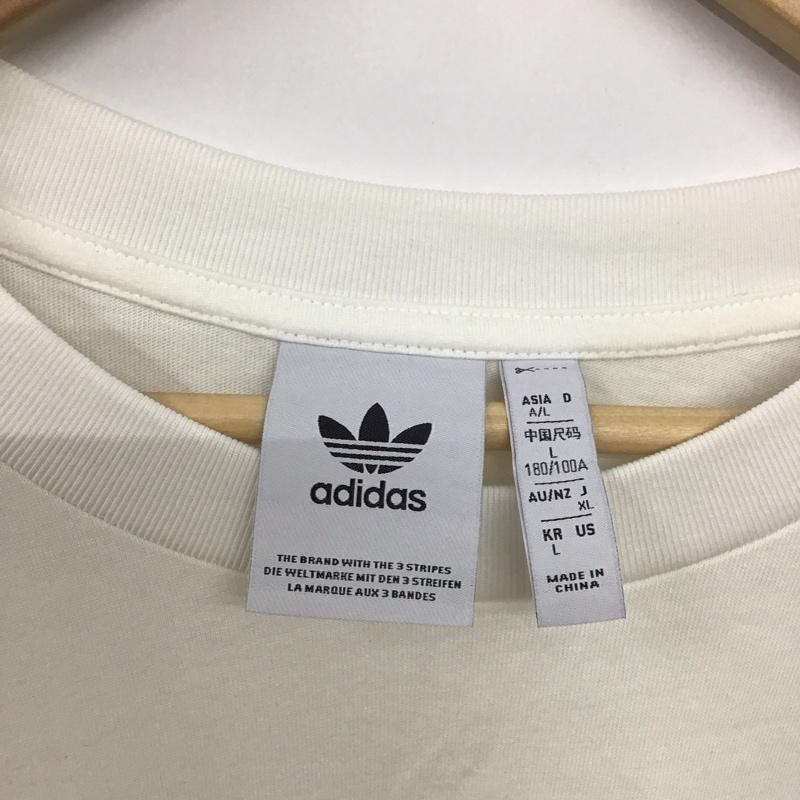 adidas
THE BRAND WITH THE 3 STRIPES
DIE WELTMARKE MIT DEN 3 STREIFEN
LA MARQUE AUX 3 BANDES
ASIA D
A/L
中国尺码
L
180/100A
AU/NZ J
XL
KR US
L
MADE IN
CHINA